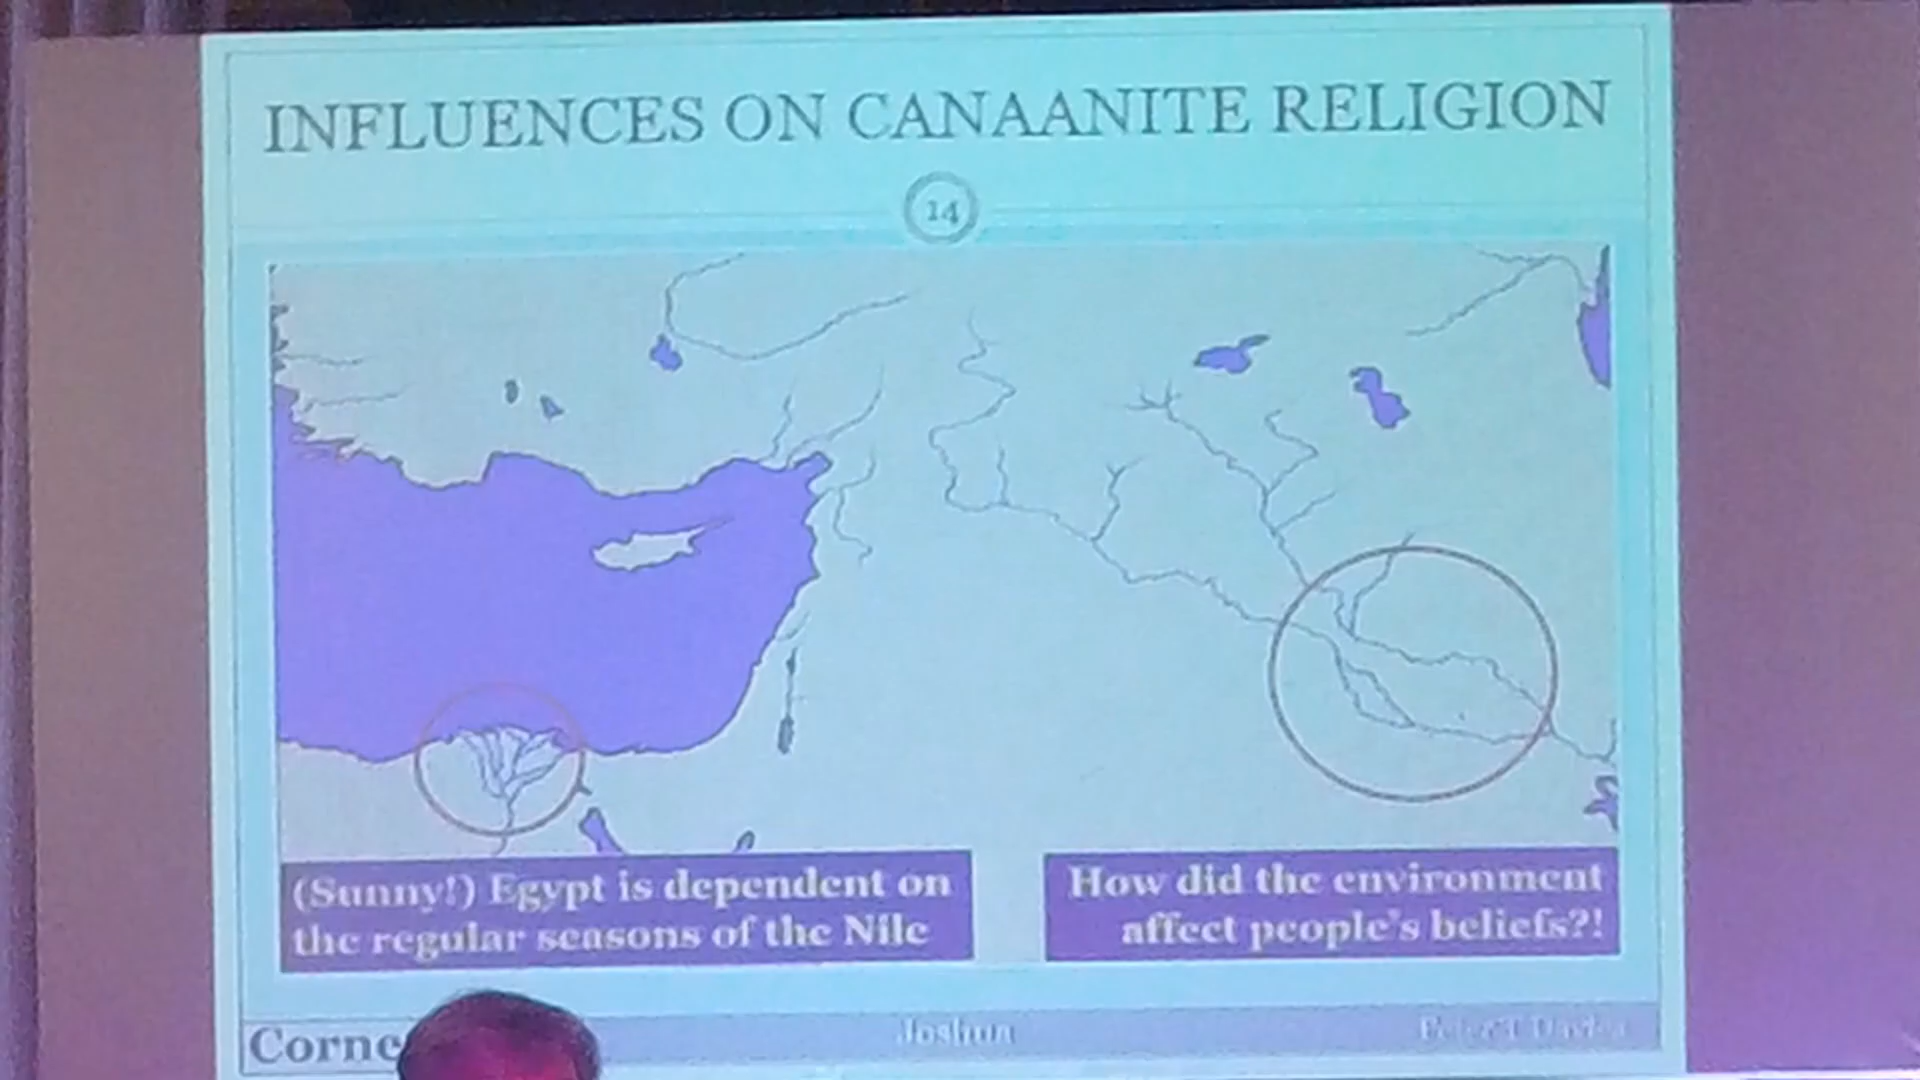 INFLUENCES ON CANAANITE RELIGION
14
(Sunny!) Egypt is dependent on
the regular seasons of the Nile
How did the environment
affect people's beliefs?!
Corne
Joshua